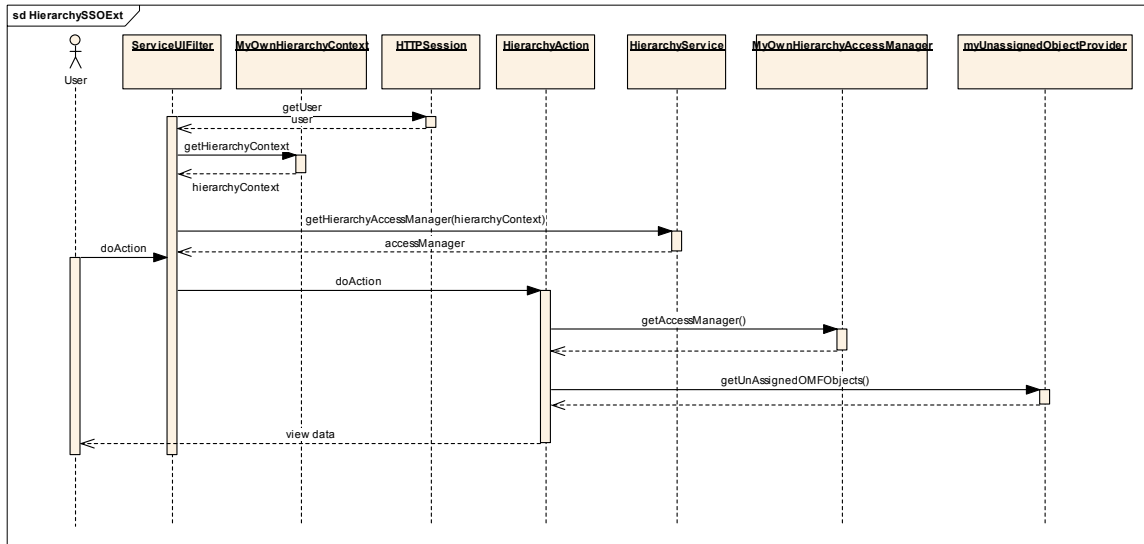 sd HierarchySSOExt
User
ServiceUIFilter
MyOwnHierarchyContext
HTTPSession
HierarchyAction
HierarchyService
MyOwnHierarchyAccessManager
myUnassignedObjectProvider
getUser
user
getHierarchyContext
hierarchyContext
getHierarchyAccessManager(hierarchyContext)
accessManager
doAction
doAction
getAccessManager()
getUnAssignedOMFObjects()
view data